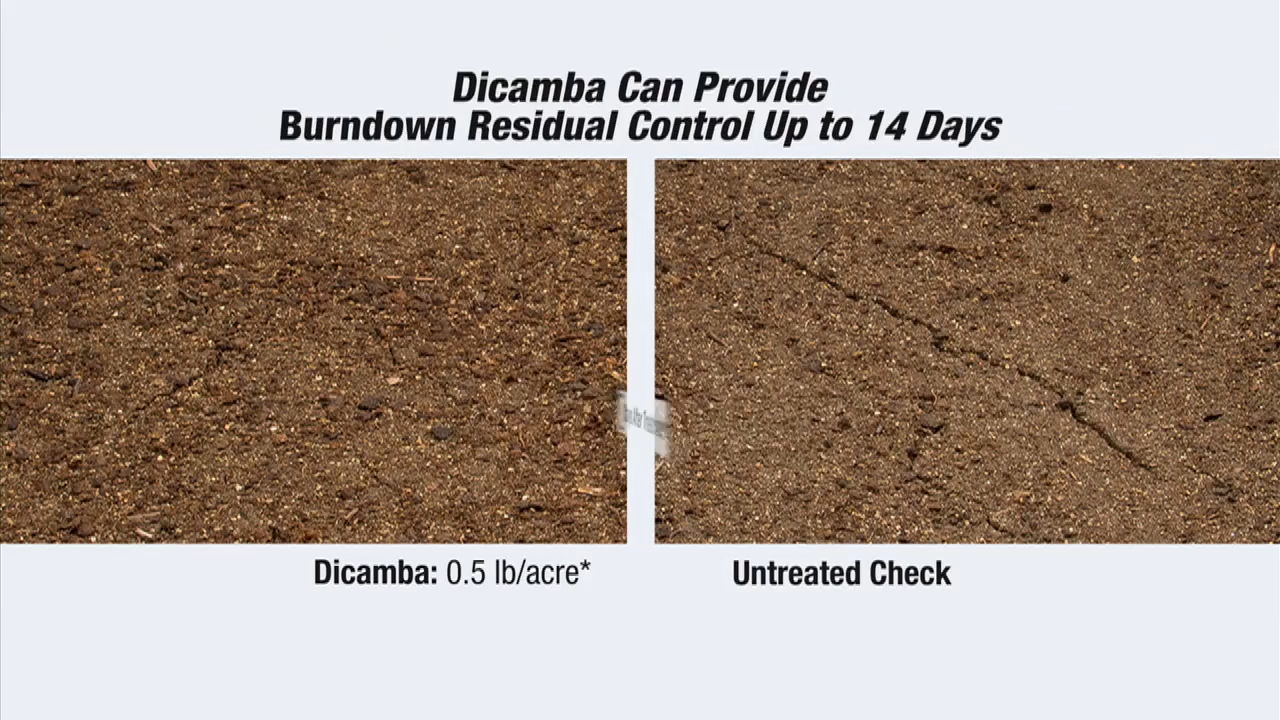 Dicamba Can Provide
Burndown Residual Control Up to 14 Days
Dicamba: 0.5 lb/acre*
Untreated Check